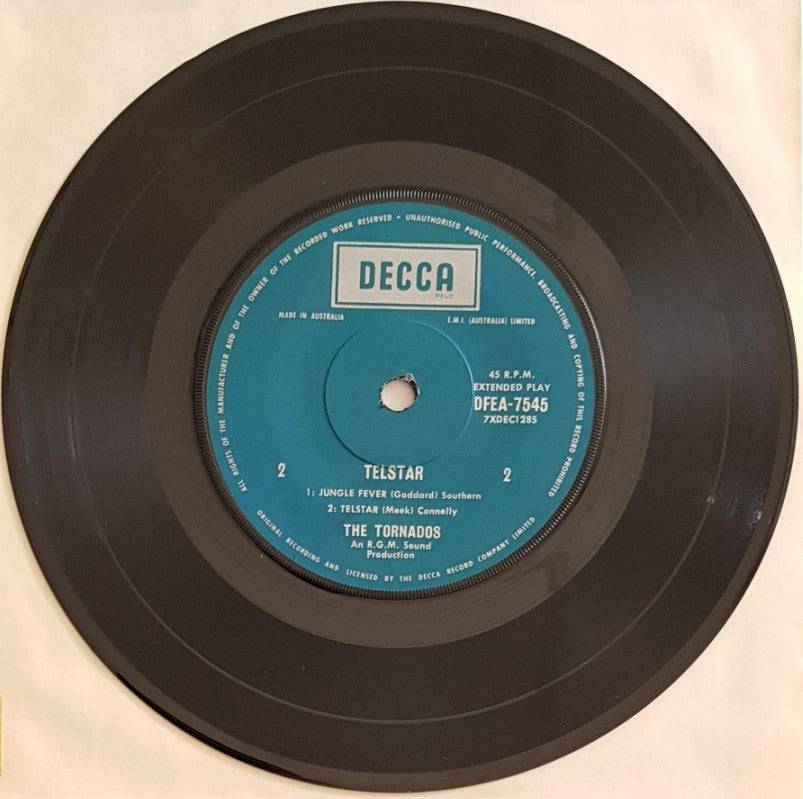 ALL RIGHTS OF THE MANUFACTURER AND OF THE OWNER OF THE RECORDED WORK RESERVED • UNAUTHORISED PUBLIC PERFORMANCE, BROADCASTING AND COPYING OF THIS RECORD PROHIBITED
DECCA
REGD
MADE IN AUSTRALIA
E.M.I. (AUSTRALIA) LIMITED
45 R.P.M.
EXTENDED PLAY
DFEA-7545
7XDEC1285
2 TELSTAR 2
1: JUNGLE FEVER (Goddard) Southern
2: TELSTAR (Meek) Connelly
THE TORNADOS
An R.G.M. Sound
Production
ORIGINAL RECORDING AND LICENSED BY THE DECCA RECORD COMPANY LIMITED